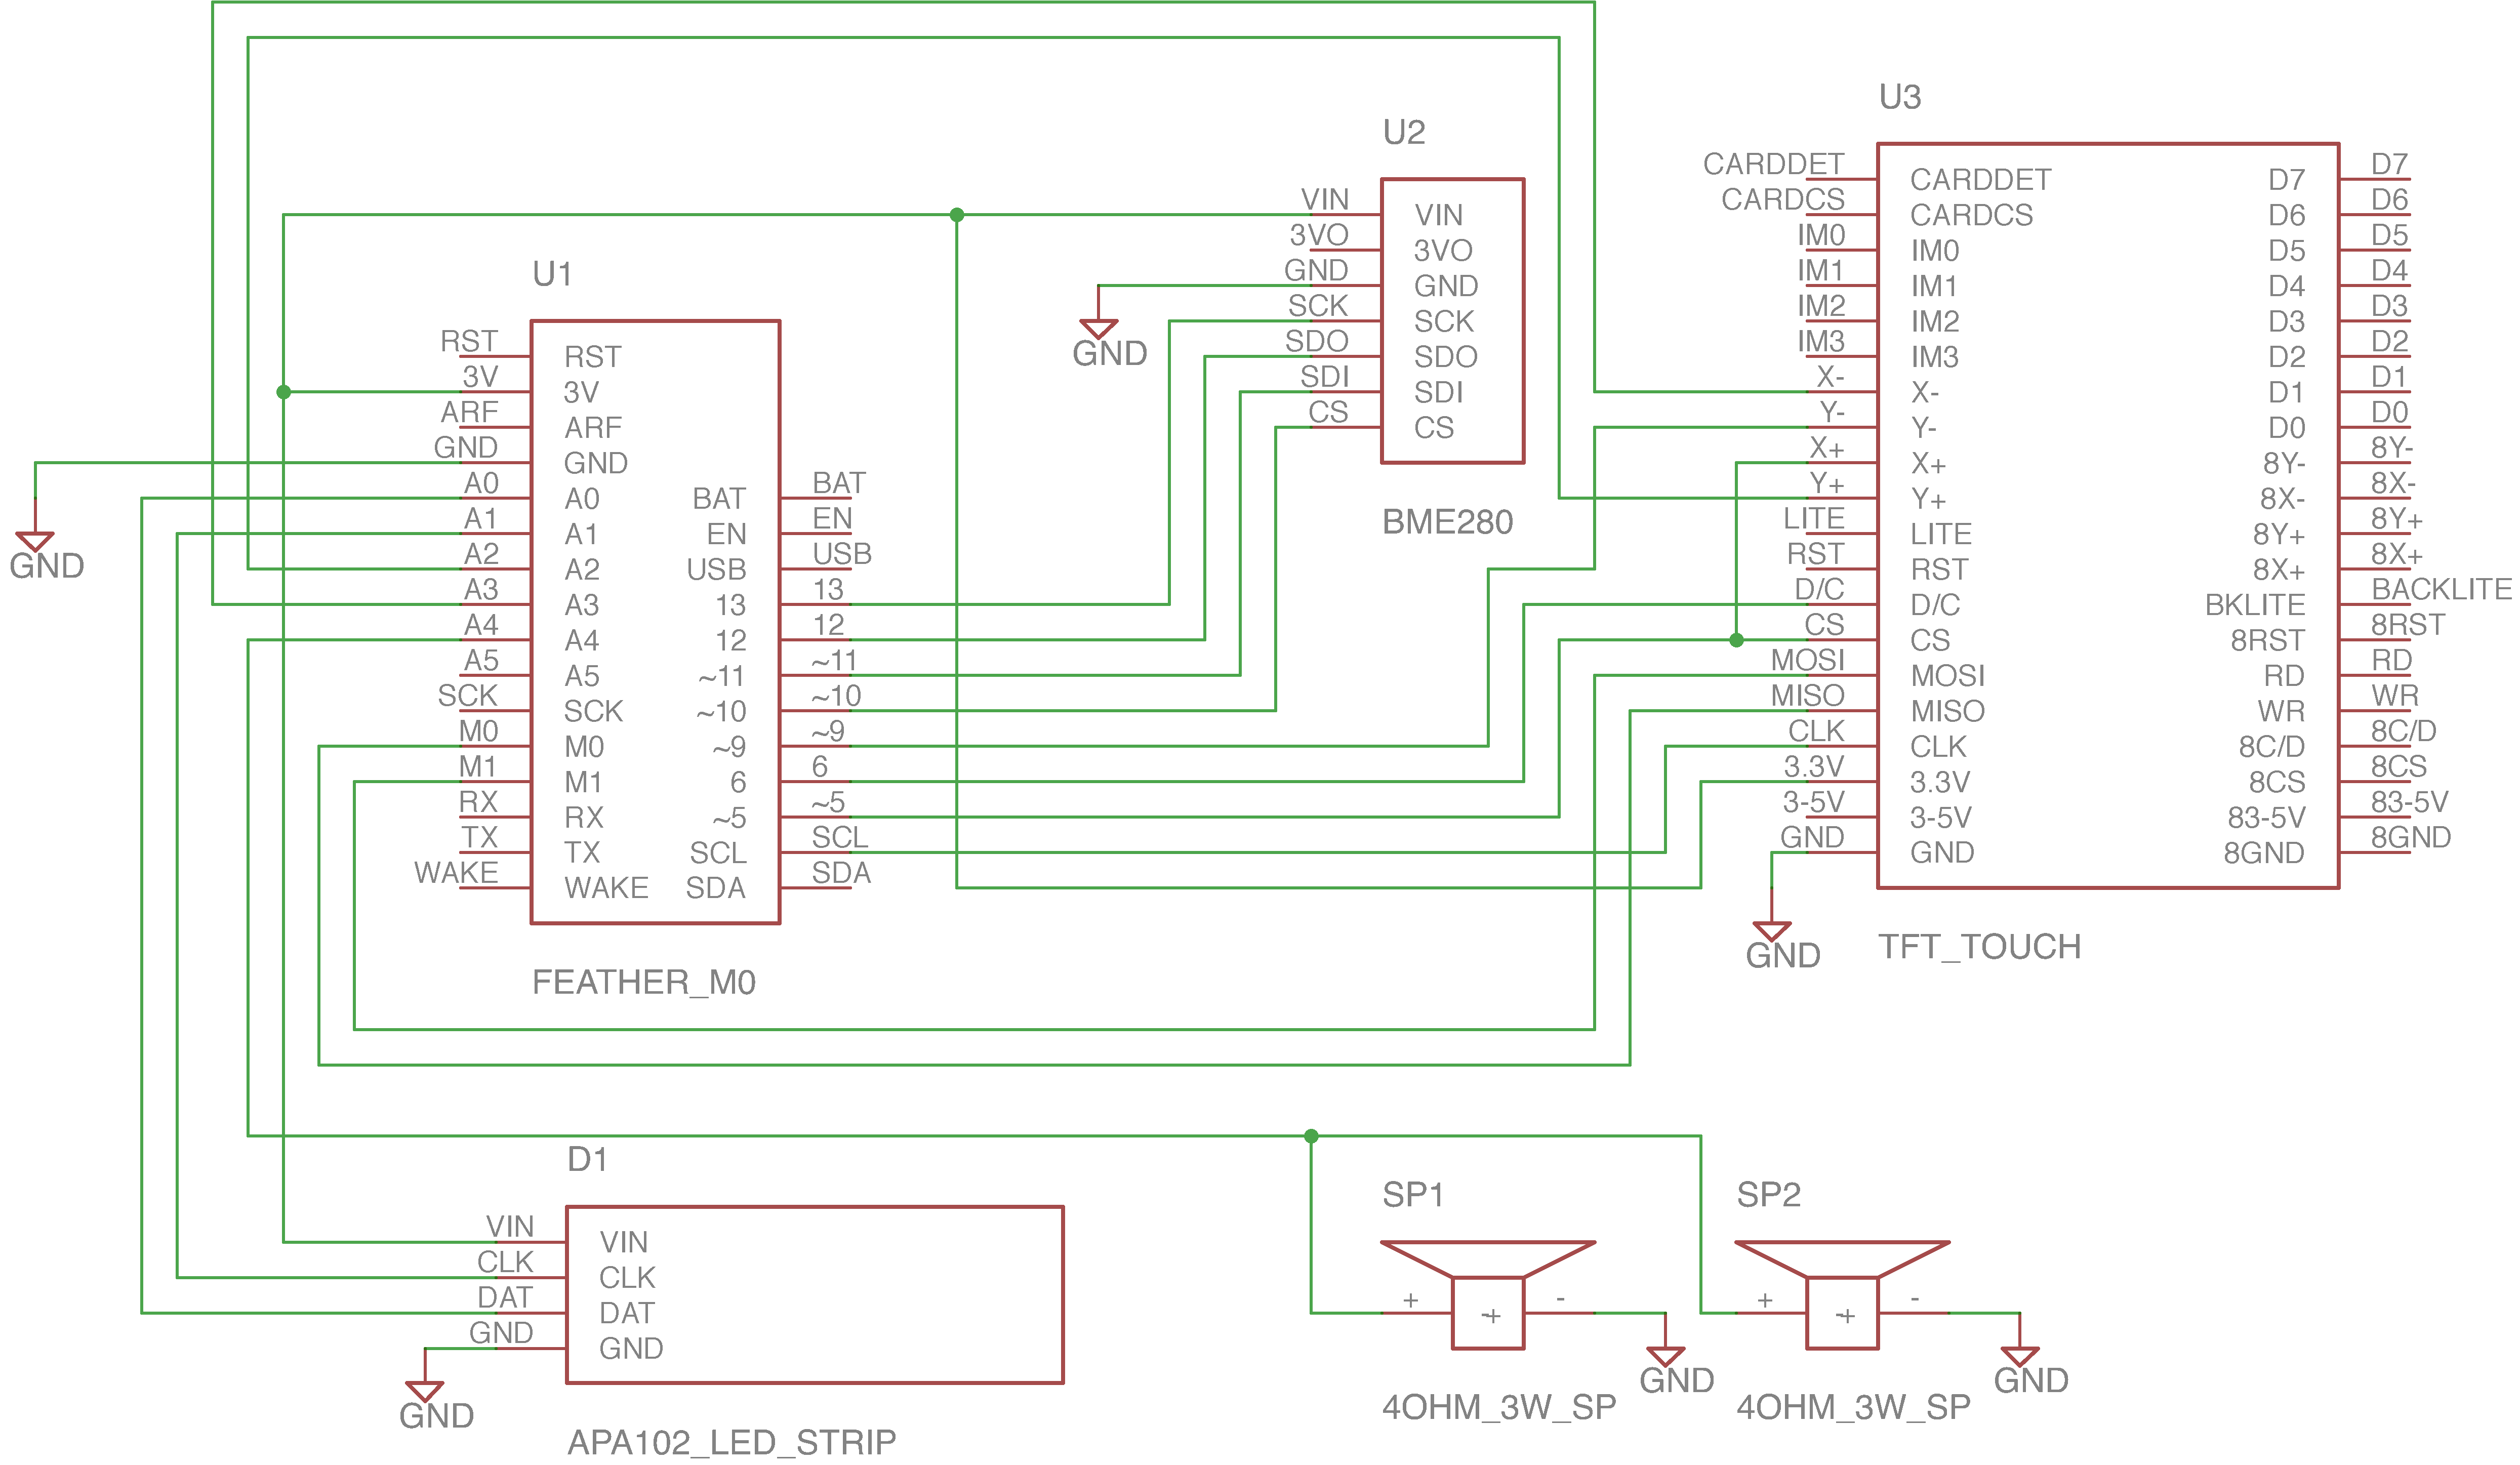 U3
U2
U1
CARDDET
CARDCS
IM0
IM1
IM2
IM3
X-
Y-
X+
Y+
LITE
RST
D/C
CS
MOSI
MISO
CLK
3.3V
3-5V
GND
CARDDET
CARDCS
IM0
IM1
IM2
IM3
X-
Y-
X+
Y+
LITE
RST
D/C
CS
MOSI
MISO
CLK
3.3V
3-5V
GND
D7
D6
D5
D4
D3
D2
D1
D0
8Y-
8X-
8Y+
8X+
BKLITE
8RST
RD
WR
8C/D
8CS
83-5V
8GND
D7
D6
D5
D4
D3
D2
D1
D0
8Y-
8X-
8Y+
8X+
BACKLITE
8RST
RD
WR
8C/D
8CS
83-5V
8GND
GND
TFT_TOUCH
VIN
3VO
GND
SCK
SDO
SDI
CS
VIN
3VO
GND
SCK
SDO
SDI
CS
GND
BME280
RST
3V
ARF
GND
A0
A1
A2
A3
A4
A5
SCK
M0
M1
RX
TX
WAKE
RST
3V
ARF
GND
A0
A1
A2
A3
A4
A5
SCK
M0
M1
RX
TX
WAKE
BAT
EN
USB
13
12
~11
~10
~9
6
~5
SCL
SDA
BAT
EN
USB
13
12
~11
~10
~9
6
~5
SCL
SDA
GND
FEATHER_M0
D1
VIN
CLK
DAT
GND
VIN
CLK
DAT
GND
GND
APA102_LED_STRIP
SP1
+
-+
-
GND
4OHM_3W_SP
SP2
+
-+
-
GND
4OHM_3W_SP